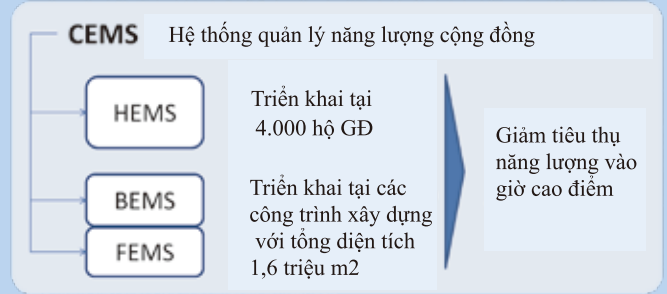 CEMS Hệ thống quản lý năng lượng cộng đồng
HEMS
Triển khai tại
4.000 hộ GĐ
BEMS
FEMS
Triển khai tại các
công trình xây dựng
với tổng diện tích
1,6 triệu m2
Giảm tiêu thụ
năng lượng vào
giờ cao điểm